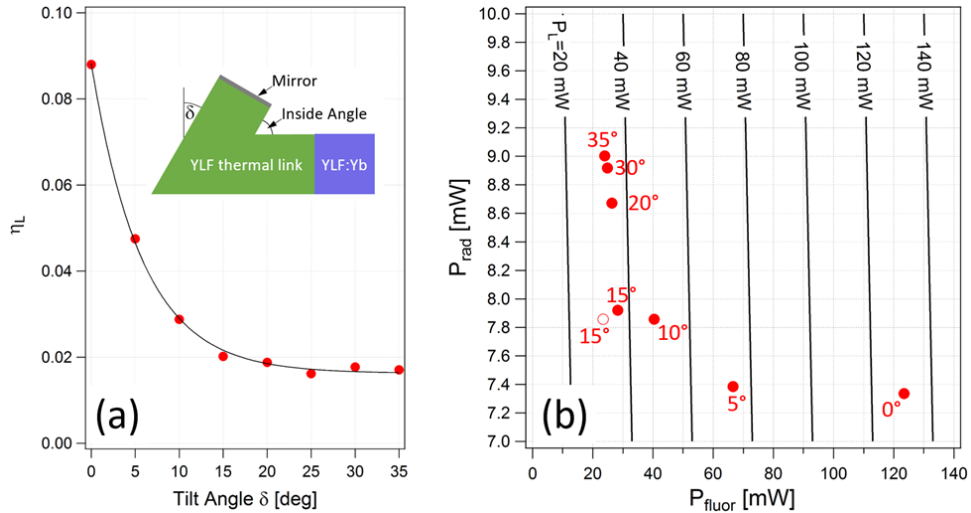 0.10
0.08
0.06
0.04
0.02
0.00
η_L
0
5
10
15
20
25
30
35
Tilt Angle δ [deg]
Mirror
δ
Inside Angle
YLF thermal link
YLF:Yb
(a)
10.0
9.8
9.6
9.4
9.2
9.0
8.8
8.6
8.4
8.2
8.0
7.8
7.6
7.4
7.2
7.0
P_rad [mW]
P_L=20 mW
40 mW
60 mW
80 mW
100 mW
120 mW
140 mW
35°
30°
20°
15°
15°
10°
5°
0°
(b)
0
20
40
60
80
100
120
140
P_fluor [mW]